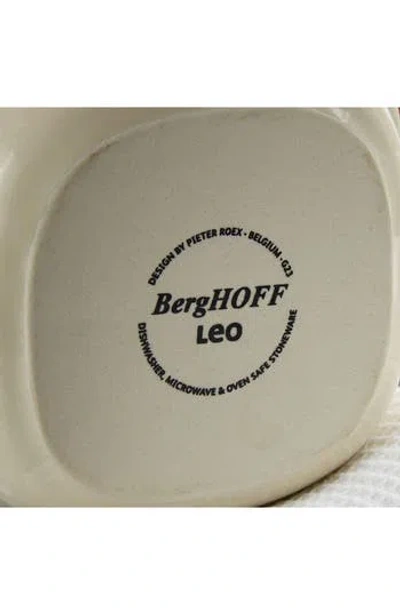 DESIGN BY PIETER ROEX • BELGIUM • G23
BergHOFF
Leo
DISHWASHER, MICROWAVE & OVEN SAFE STONEWARE